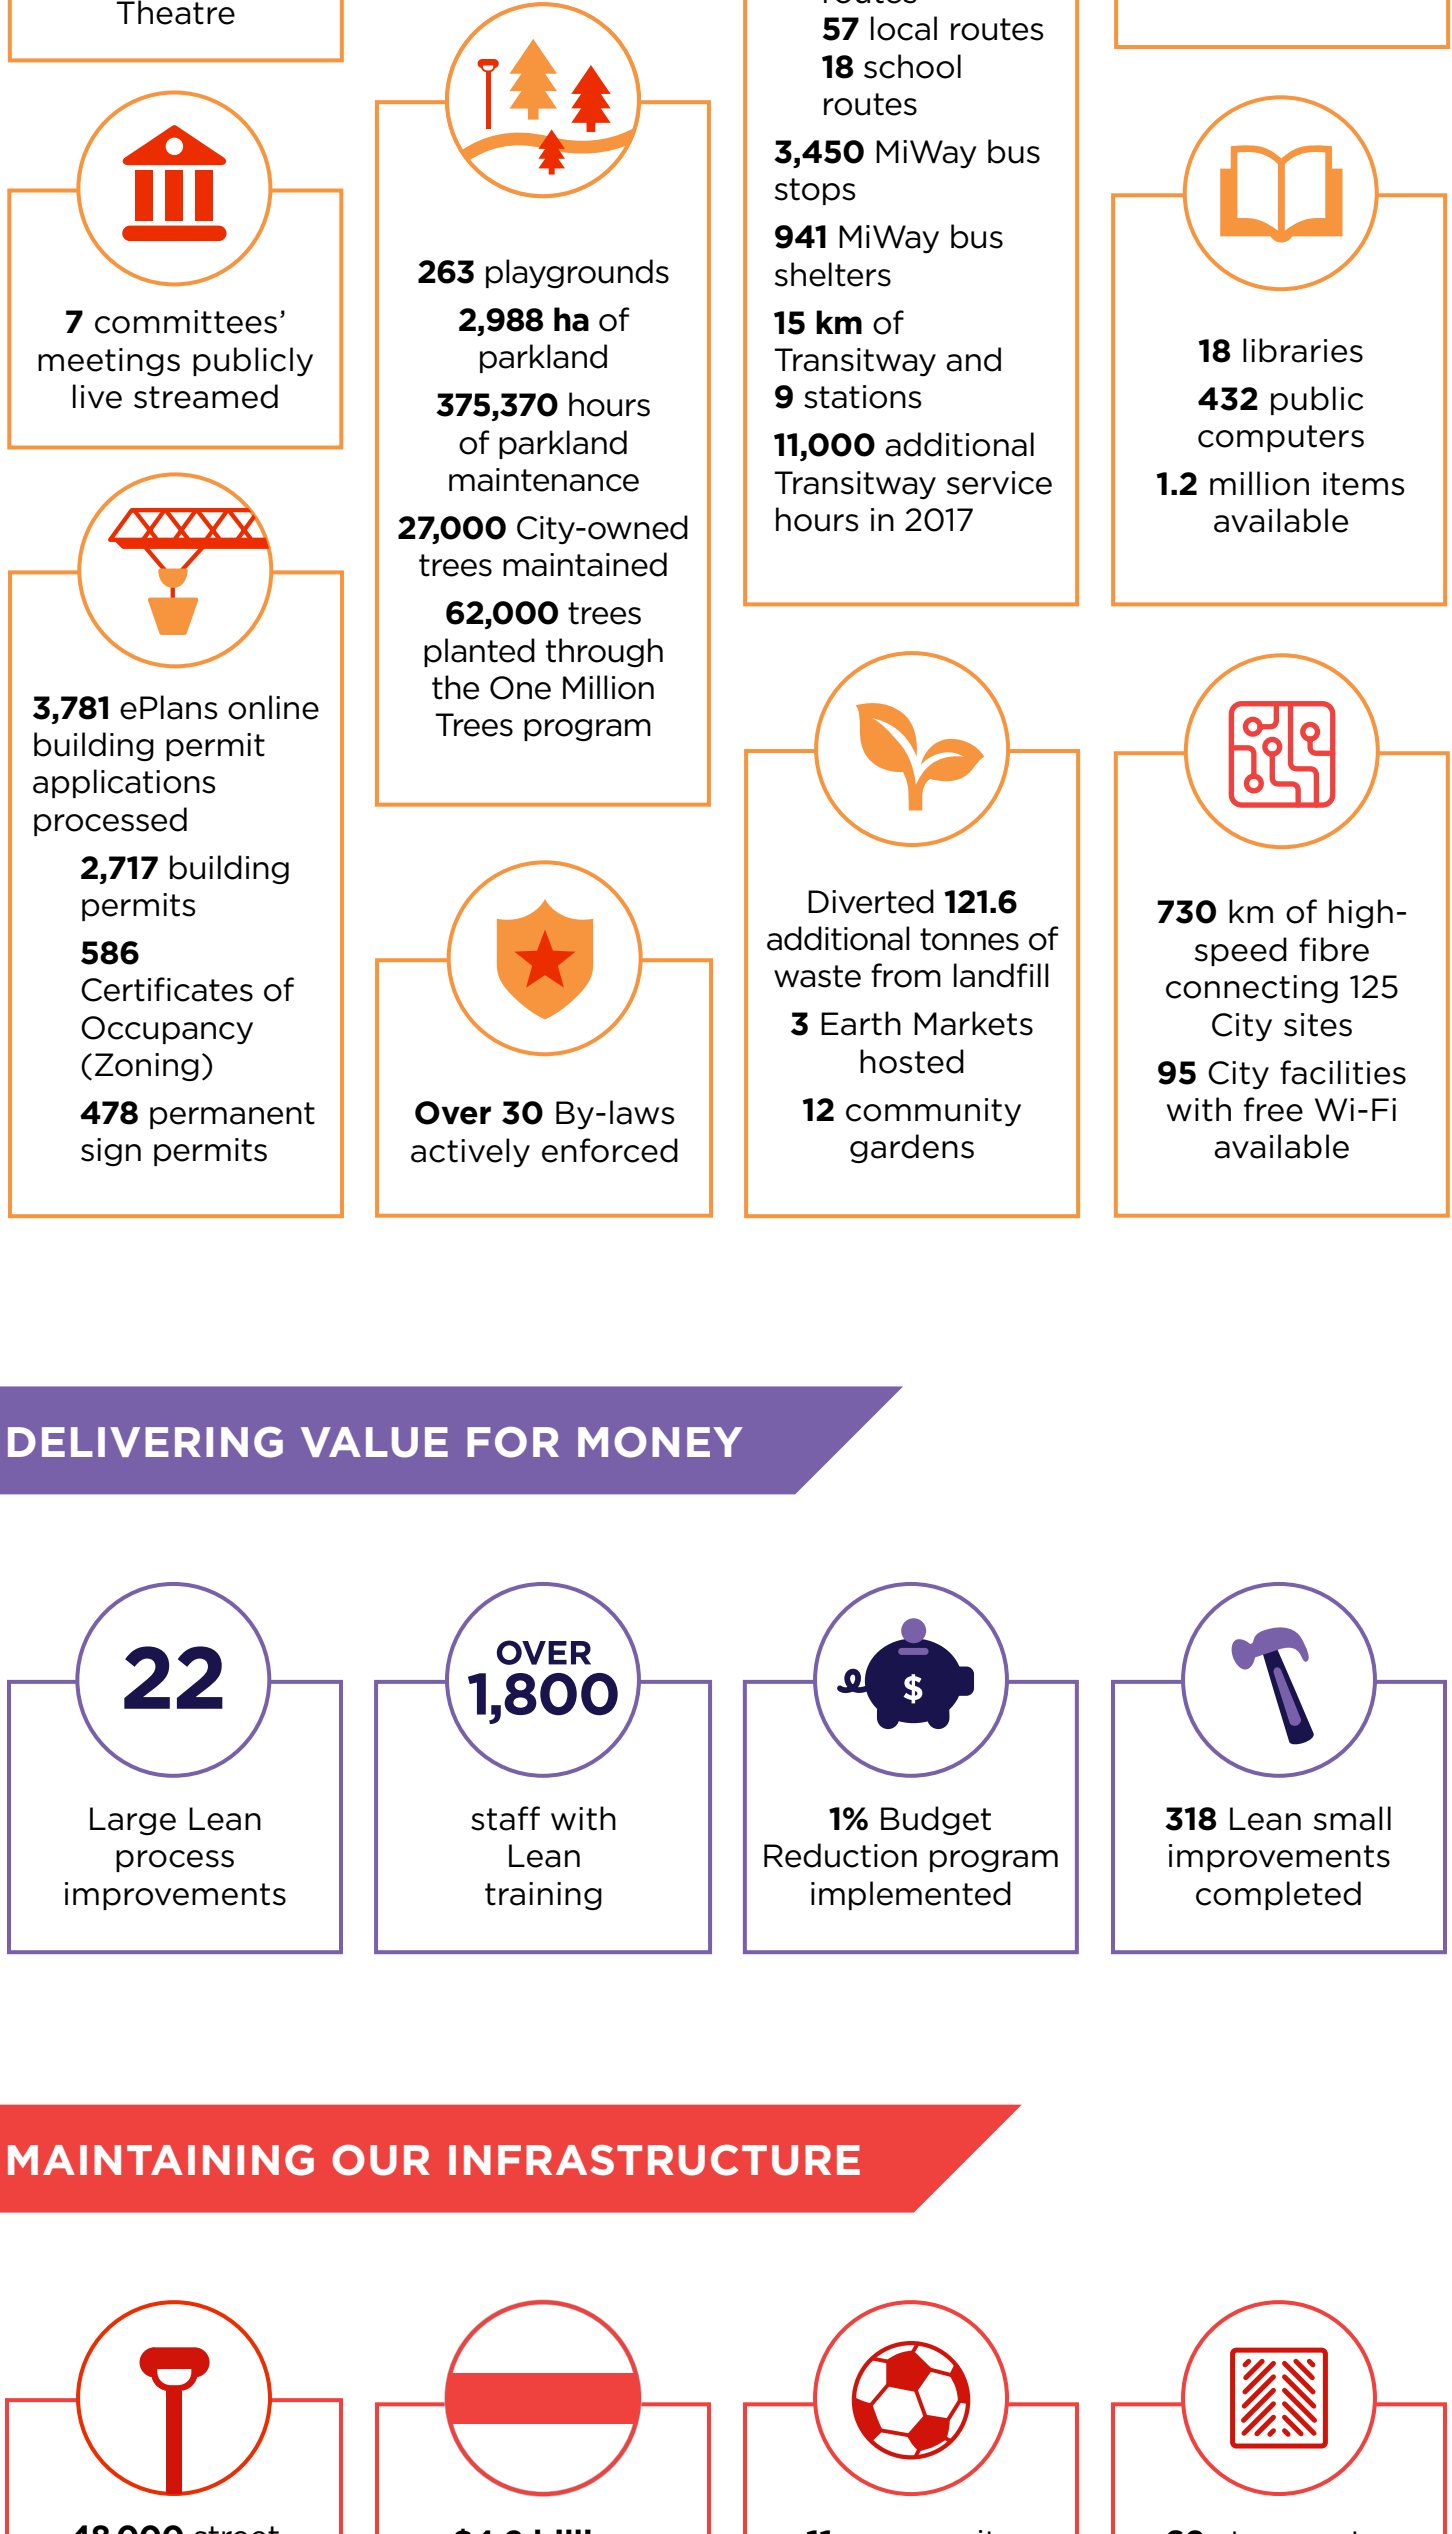 Theatre
7 committees’
meetings publicly
live streamed
3,781 ePlans online
building permit
applications
processed
2,717 building
permits
586
Certificates of
Occupancy
(Zoning)
478 permanent
sign permits
263 playgrounds
2,988 ha of
parkland
375,370 hours
of parkland
maintenance
27,000 City-owned
trees maintained
62,000 trees
planted through
the One Million
Trees program
Over 30 By-laws
actively enforced
routes
57 local routes
18 school
routes
3,450 MiWay bus
stops
941 MiWay bus
shelters
15 km of
Transitway and
9 stations
11,000 additional
Transitway service
hours in 2017
Diverted 121.6
additional tonnes of
waste from landfill
3 Earth Markets
hosted
12 community
gardens
18 libraries
432 public
computers
1.2 million items
available
730 km of high-
speed fibre
connecting 125
City sites
95 City facilities
with free Wi-Fi
available
DELIVERING VALUE FOR MONEY
22
Large Lean
process
improvements
OVER
1,800
staff with
Lean
training
$
1% Budget
Reduction program
implemented
318 Lean small
improvements
completed
MAINTAINING OUR INFRASTRUCTURE
48,000 street